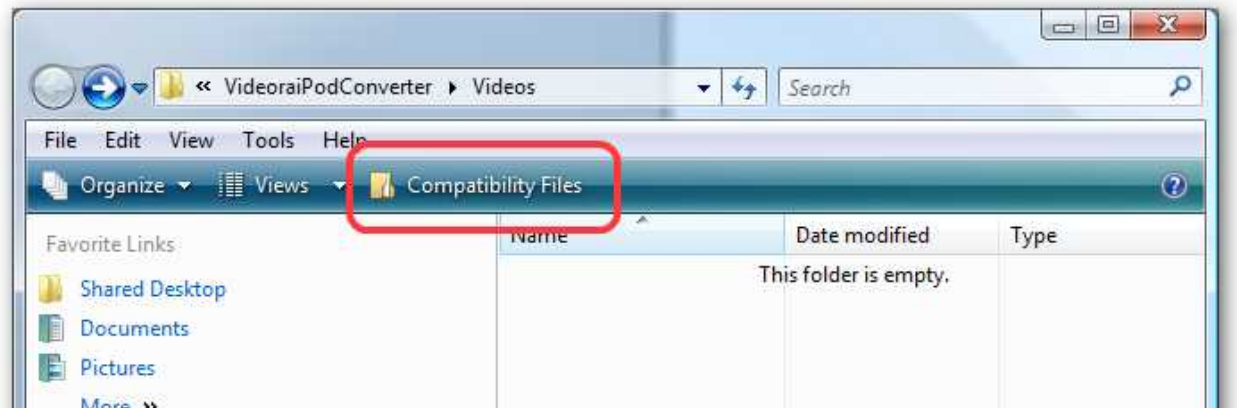 « VideoraiPodConverter ▸ Videos Search
File Edit View Tools Help
Organize Views Compatibility Files
Favorite Links
Name Date modified Type
This folder is empty.
Shared Desktop
Documents
Pictures
More »